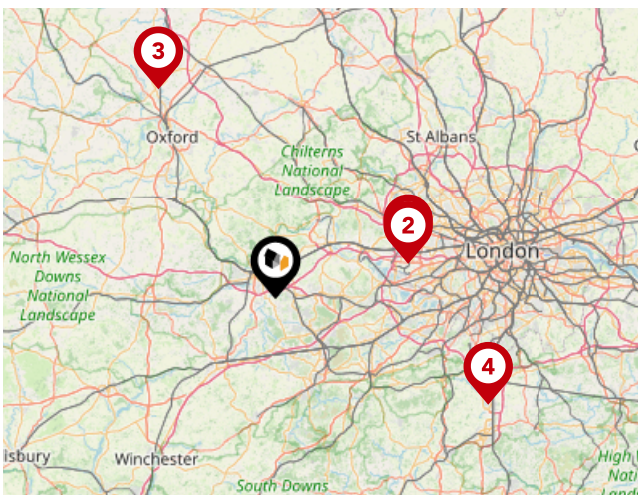 3
Oxford
St Albans
Chilterns
National
Landscape
2
London
North Wessex
Downs
National
Landscape
4
isbury
Winchester
South Downs
High
Nati